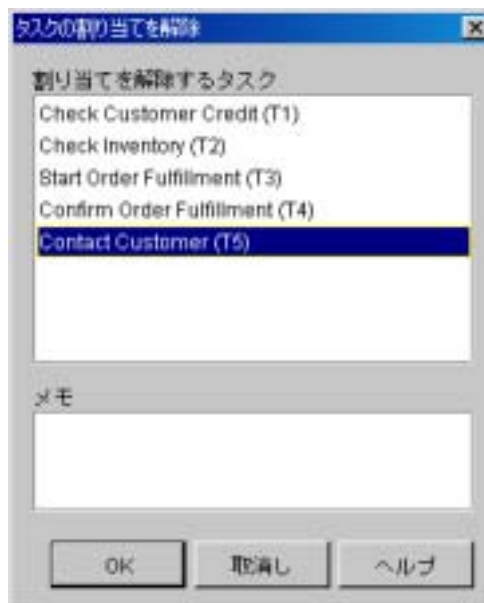 タスクの割り当てを解除
割り当てを解除するタスク
Check Customer Credit (T1)
Check Inventory (T2)
Start Order Fulfillment (T3)
Confirm Order Fulfillment (T4)
Contact Customer (T5)
メモ
OK
取消し
ヘルプ